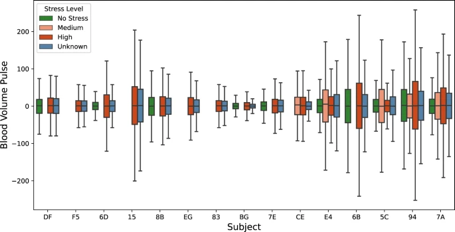 Stress Level
No Stress
Medium
High
Unknown
Blood Volume Pulse
200
100
0
−100
−200
DF F5 6D 15 8B EG 83 BG 7E CE E4 6B 5C 94 7A
Subject